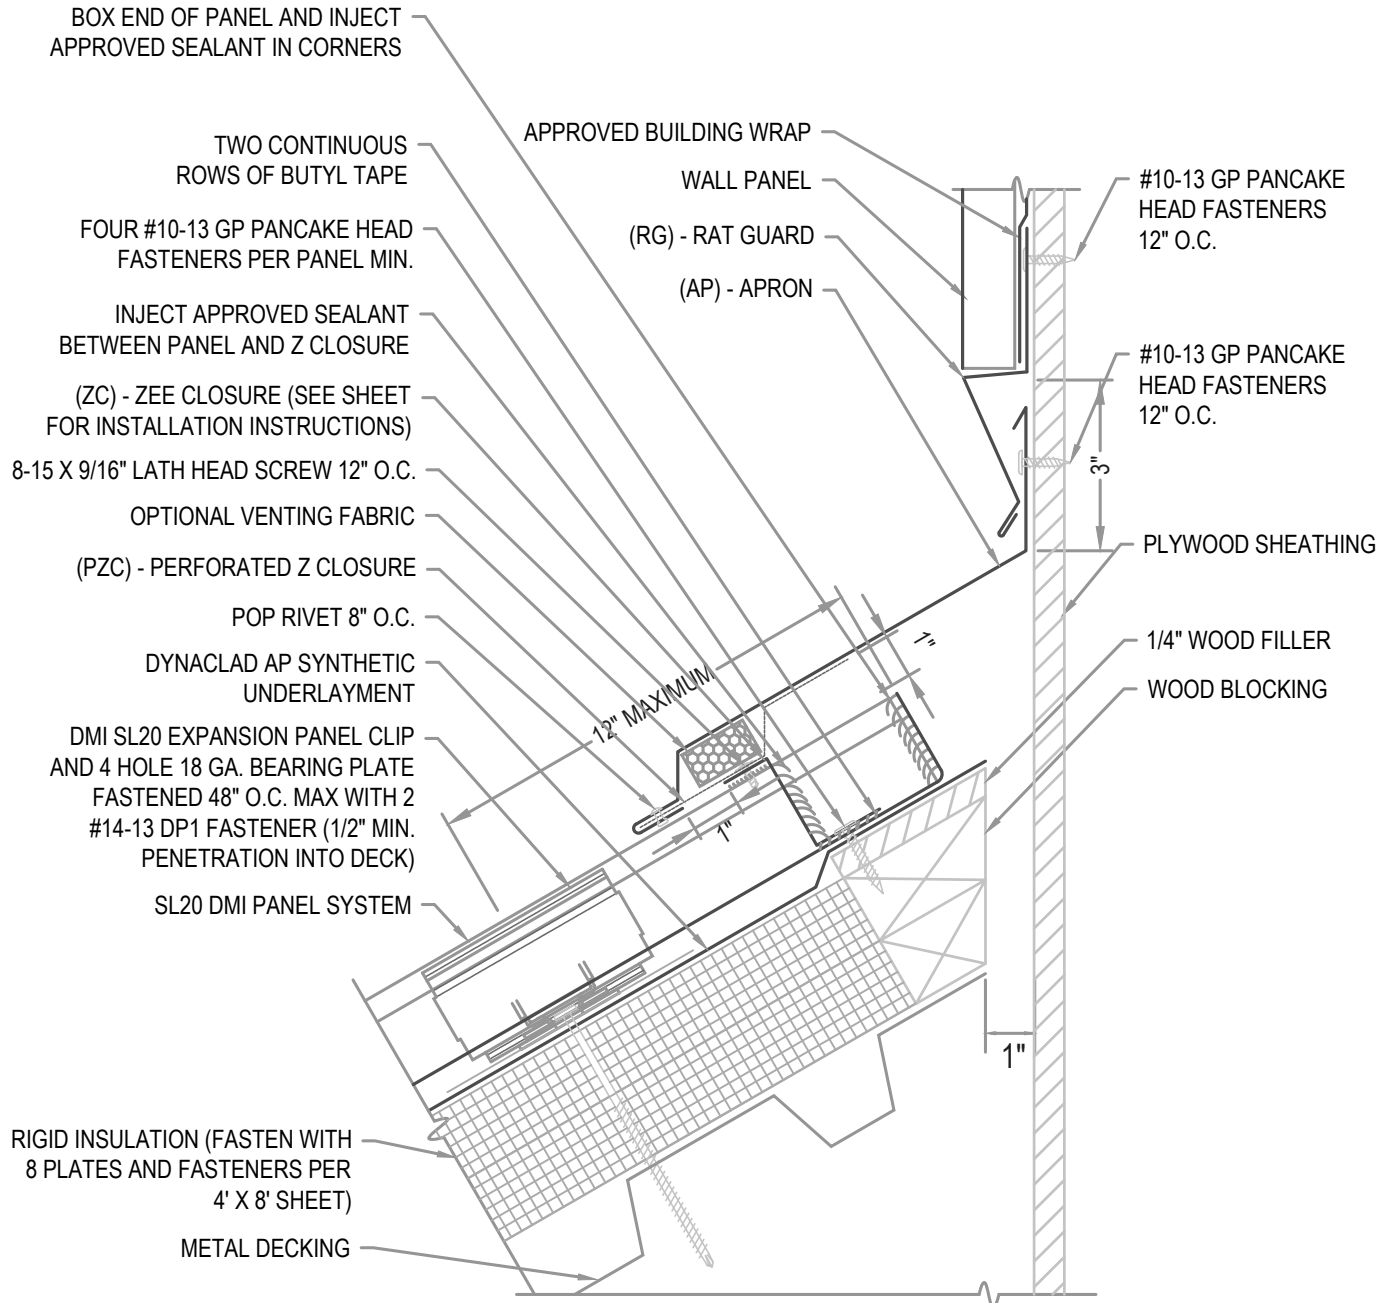 BOX END OF PANEL AND INJECT
APPROVED SEALANT IN CORNERS
TWO CONTINUOUS
ROWS OF BUTYL TAPE
FOUR #10-13 GP PANCAKE HEAD
FASTENERS PER PANEL MIN.
INJECT APPROVED SEALANT
BETWEEN PANEL AND Z CLOSURE
(ZC) - ZEE CLOSURE (SEE SHEET
FOR INSTALLATION INSTRUCTIONS)
8-15 X 9/16" LATH HEAD SCREW 12" O.C.
OPTIONAL VENTING FABRIC
(PZC) - PERFORATED Z CLOSURE
POP RIVET 8" O.C.
DYNACLAD AP SYNTHETIC
UNDERLAYMENT
DMI SL20 EXPANSION PANEL CLIP
AND 4 HOLE 18 GA. BEARING PLATE
FASTENED 48" O.C. MAX WITH 2
#14-13 DP1 FASTENER (1/2" MIN.
PENETRATION INTO DECK)
SL20 DMI PANEL SYSTEM
RIGID INSULATION (FASTEN WITH
8 PLATES AND FASTENERS PER
4' X 8' SHEET)
METAL DECKING
APPROVED BUILDING WRAP
WALL PANEL
(RG) - RAT GUARD
(AP) - APRON
#10-13 GP PANCAKE
HEAD FASTENERS
12" O.C.
#10-13 GP PANCAKE
HEAD FASTENERS
12" O.C.
3"
PLYWOOD SHEATHING
1/4" WOOD FILLER
WOOD BLOCKING
1"
12" MAXIMUM
1"
1"